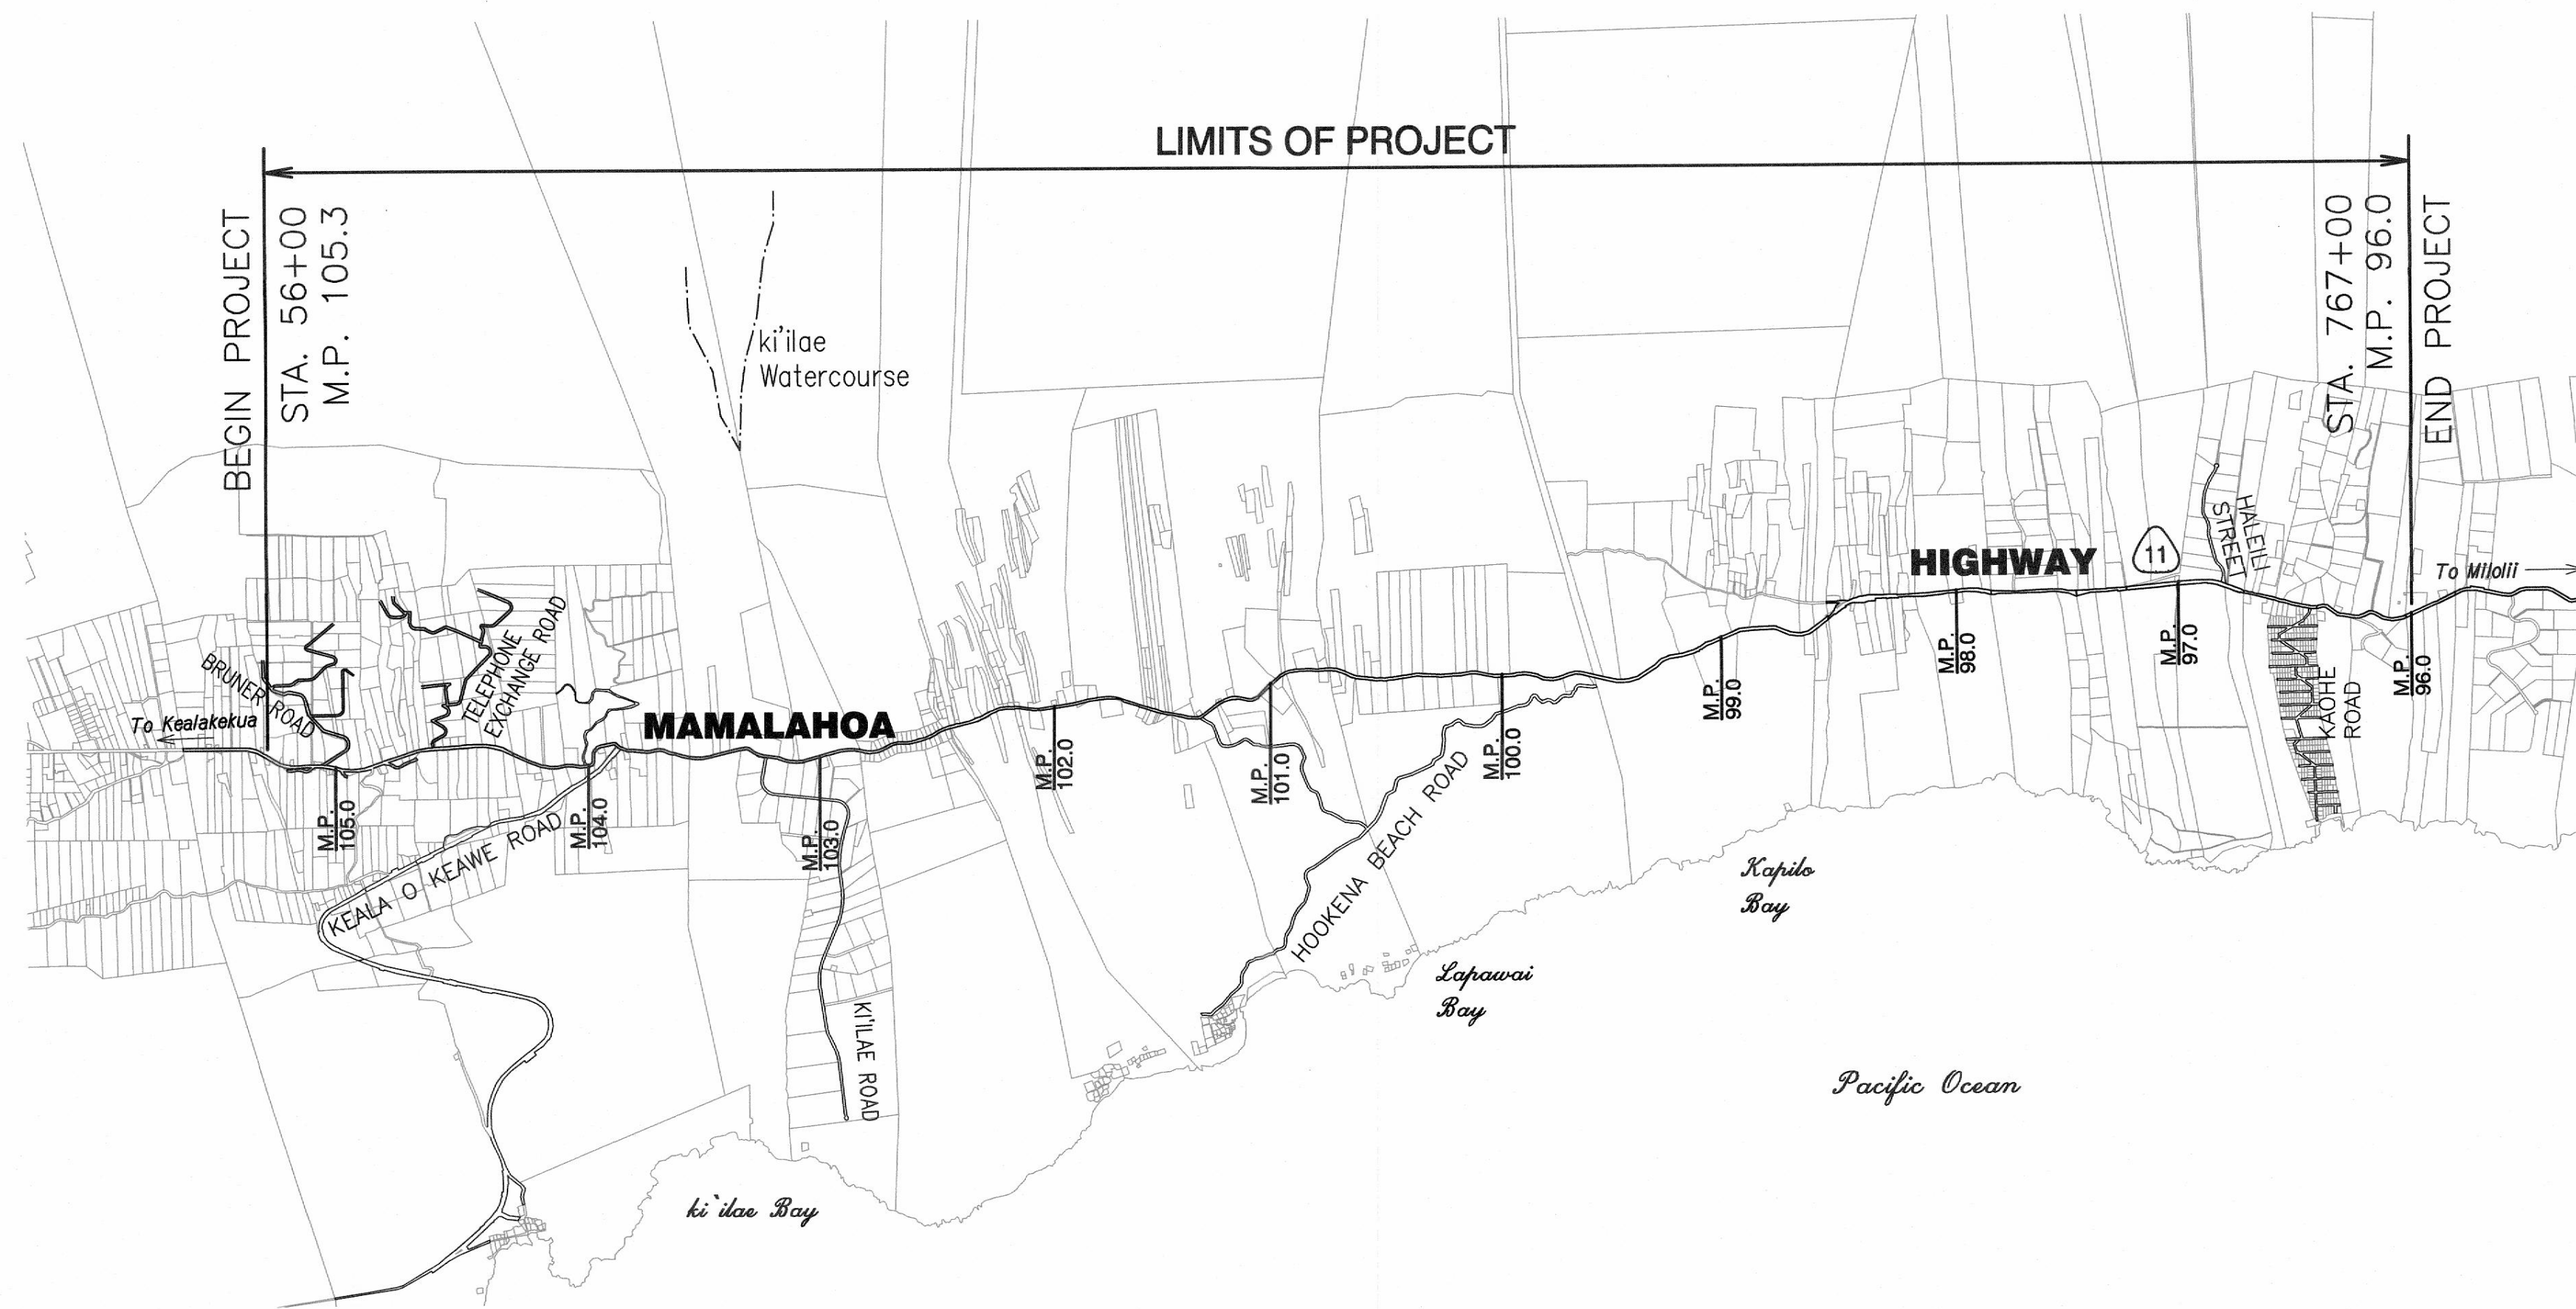 LIMITS OF PROJECT
BEGIN PROJECT
STA. 56+00
M.P. 105.3
STA. 767+00
M.P. 96.0
END PROJECT
ki'ilae
Watercourse
HALEILI
STREET
HIGHWAY
11
To Milolii
BRUNER ROAD
TELEPHONE
EXCHANGE ROAD
To Kealakekua
MAMALAHOA
M.P.
105.0
M.P.
104.0
M.P.
103.0
M.P.
102.0
M.P.
101.0
M.P.
100.0
M.P.
99.0
M.P.
98.0
M.P.
97.0
M.P.
96.0
KAOHE
ROAD
KEALA O KEAWE ROAD
HOOKENA BEACH ROAD
KI'ILAE ROAD
Kapilo
Bay
Lapawai
Bay
Pacific Ocean
ki`ilae Bay